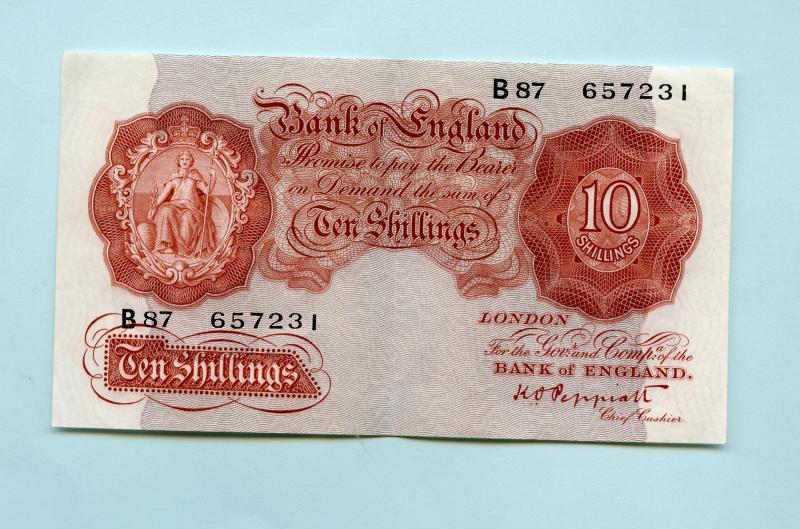 B87 657231
Bank of England
Promise to pay the Bearer
on Demand the sum of
Ten Shillings
10
SHILLINGS
B87 657231
Ten Shillings
LONDON
For the Govr. and Compa. of the
BANK OF ENGLAND.
K O Peppiatt
Chief Cashier.